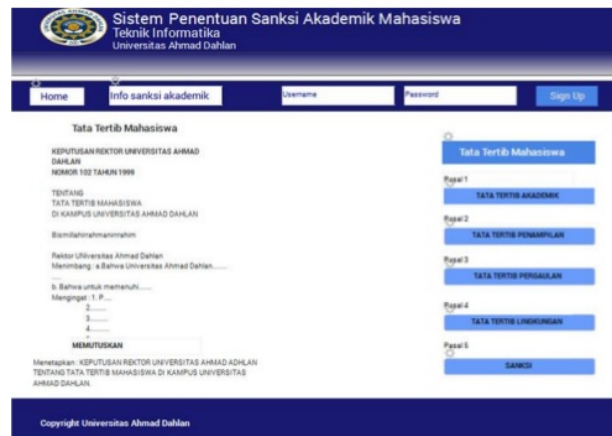 Sistem Penentuan Sanksi Akademik Mahasiswa
Teknik Informatika
Universitas Ahmad Dahlan
Home
Info sanksi akademik
Username
Password
Sign Up
Tata Tertib Mahasiswa
KEPUTUSAN REKTOR UNIVERSITAS AHMAD
DAHLAN
NOMOR 102 TAHUN 1999
TENTANG
TATA TERTIB MAHASISWA
DI KAMPUS UNIVERSITAS AHMAD DAHLAN
Bismillahirrahmanirrahim
Rektor Universitas Ahmad Dahlan
Menimbang : a.Bahwa Universitas Ahmad Dahlan.......
....
b. Bahwa untuk memenuhi......
Mengingat : 1. P....
2.......
3.......
4.......
MEMUTUSKAN
Menetapkan : KEPUTUSAN REKTOR UNIVERSITAS AHMAD ADHLAN
TENTANG TATA TERTIB MAHASISWA DI KAMPUS UNIVERSITAS
AHMAD DAHLAN.
Tata Tertib Mahasiswa
Pasal 1
TATA TERTIB AKADEMIK
Pasal 2
TATA TERTIB PENAMPILAN
Pasal 3
TATA TERTIB PERGAULAN
Pasal 4
TATA TERTIB LINGKUNGAN
Pasal 5
SANKSI
Copyright Universitas Ahmad Dahlan